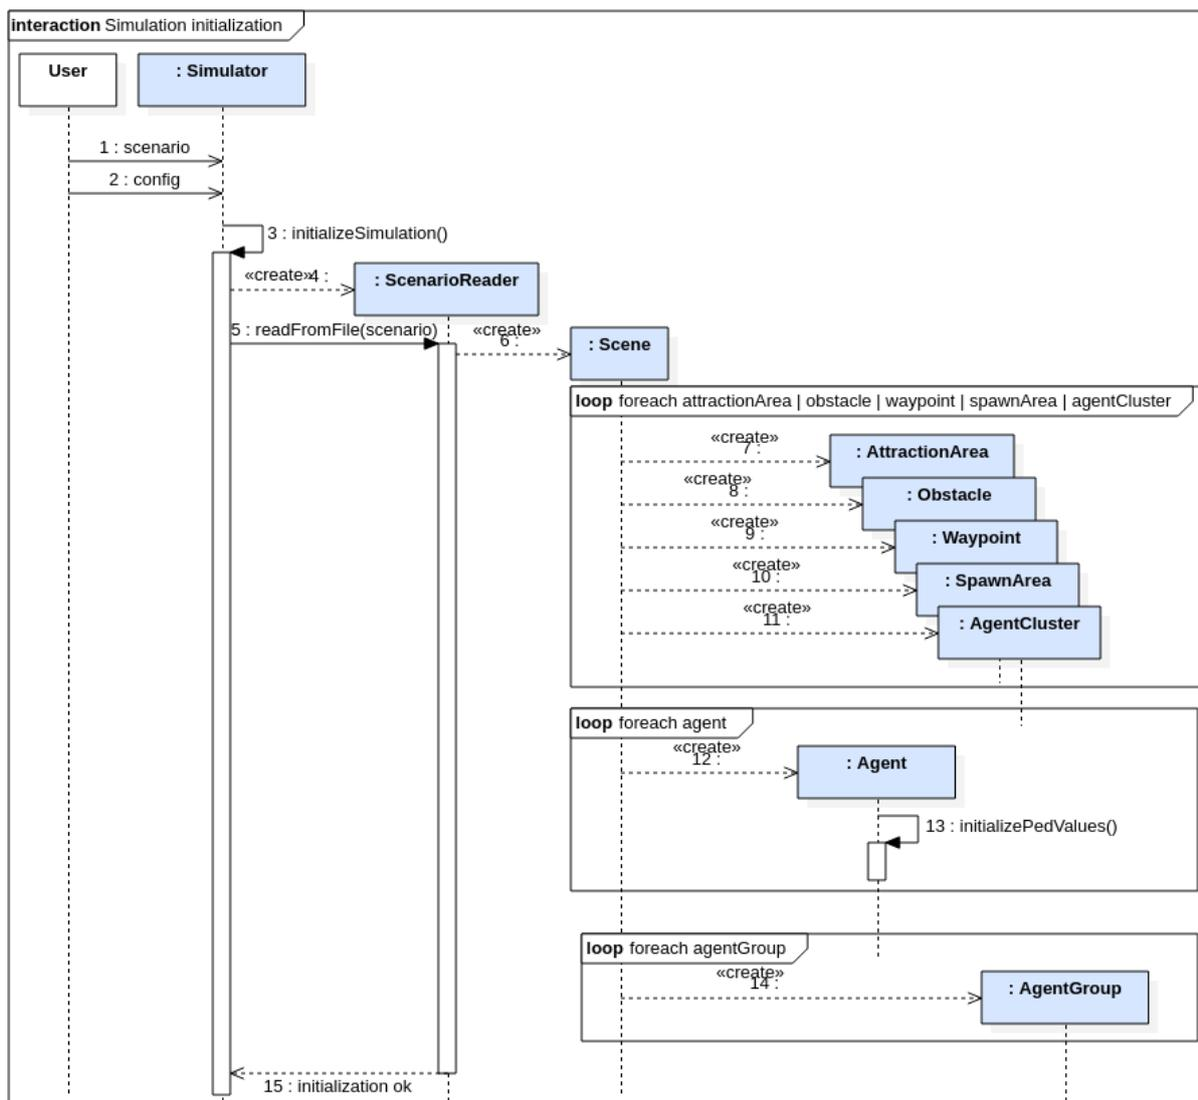 interaction Simulation initialization
User
: Simulator
1 : scenario
2 : config
3 : initializeSimulation()
«create»
4 :
: ScenarioReader
5 : readFromFile(scenario)
«create»
6 :
: Scene
loop foreach attractionArea | obstacle | waypoint | spawnArea | agentCluster
«create»
7 :
: AttractionArea
«create»
8 :
: Obstacle
«create»
9 :
: Waypoint
«create»
10 :
: SpawnArea
«create»
11 :
: AgentCluster
loop foreach agent
«create»
12 :
: Agent
13 : initializePedValues()
loop foreach agentGroup
«create»
14 :
: AgentGroup
15 : initialization ok